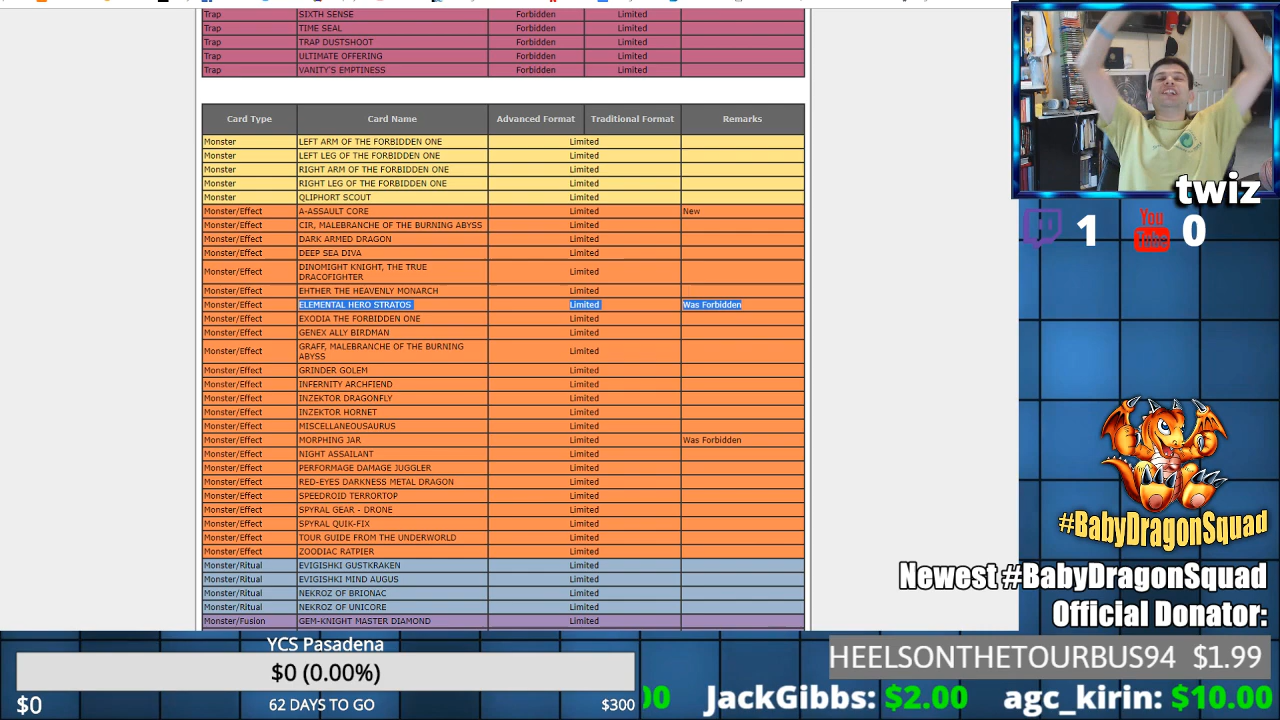 Trap SIXTH SENSE Forbidden Limited
Trap TIME SEAL Forbidden Limited
Trap TRAP DUSTSHOOT Forbidden Limited
Trap ULTIMATE OFFERING Forbidden Limited
Trap VANITY'S EMPTINESS Forbidden Limited
Card Type Card Name Advanced Format Traditional Format Remarks
Monster LEFT ARM OF THE FORBIDDEN ONE Limited
Monster LEFT LEG OF THE FORBIDDEN ONE Limited
Monster RIGHT ARM OF THE FORBIDDEN ONE Limited
Monster RIGHT LEG OF THE FORBIDDEN ONE Limited
Monster QLIPHORT SCOUT Limited
Monster/Effect A-ASSAULT CORE Limited New
Monster/Effect CIR, MALEBRANCHE OF THE BURNING ABYSS Limited
Monster/Effect DARK ARMED DRAGON Limited
Monster/Effect DEEP SEA DIVA Limited
Monster/Effect DINOMIGHT KNIGHT, THE TRUE
DRACOFIGHTER Limited
Monster/Effect EHTHER THE HEAVENLY MONARCH Limited
Monster/Effect ELEMENTAL HERO STRATOS Limited Was Forbidden
Monster/Effect EXODIA THE FORBIDDEN ONE Limited
Monster/Effect GENEX ALLY BIRDMAN Limited
Monster/Effect GRAFF, MALEBRANCHE OF THE BURNING
ABYSS Limited
Monster/Effect GRINDER GOLEM Limited
Monster/Effect INFERNITY ARCHFIEND Limited
Monster/Effect INZEKTOR DRAGONFLY Limited
Monster/Effect INZEKTOR HORNET Limited
Monster/Effect MISCELLANEOUSAURUS Limited
Monster/Effect MORPHING JAR Limited Was Forbidden
Monster/Effect NIGHT ASSAILANT Limited
Monster/Effect PERFORMAGE DAMAGE JUGGLER Limited
Monster/Effect RED-EYES DARKNESS METAL DRAGON Limited
Monster/Effect SPEEDROID TERRORTOP Limited
Monster/Effect SPYRAL GEAR - DRONE Limited
Monster/Effect SPYRAL QUIK-FIX Limited
Monster/Effect TOUR GUIDE FROM THE UNDERWORLD Limited
Monster/Effect ZOODIAC RATPIER Limited
Monster/Ritual EVIGISHKI GUSTKRAKEN Limited
Monster/Ritual EVIGISHKI MIND AUGUS Limited
Monster/Ritual NEKROZ OF BRIONAC Limited
Monster/Ritual NEKROZ OF UNICORE Limited
Monster/Fusion GEM-KNIGHT MASTER DIAMOND Limited
twiz
1 You Tube 0
#BabyDragonSquad
Newest #BabyDragonSquad
Official Donator:
HEELSONTHETOURBUS94 $1.99
YCS Pasadena
$0 (0.00%)
$0 62 DAYS TO GO $300
00 JackGibbs: $2.00 agc_kirin: $10.00